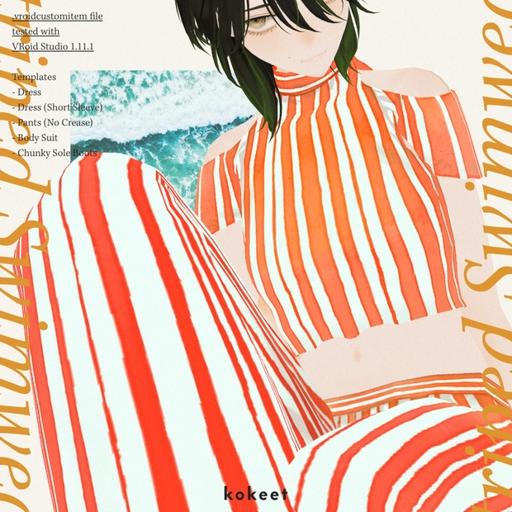 .vroidcustomitem file
tested with
VRoid Studio 1.11.1
Templates
- Dress
- Dress (Short Sleeve)
- Pants (No Crease)
- Body Suit
- Chunky Sole Boots
kokeet